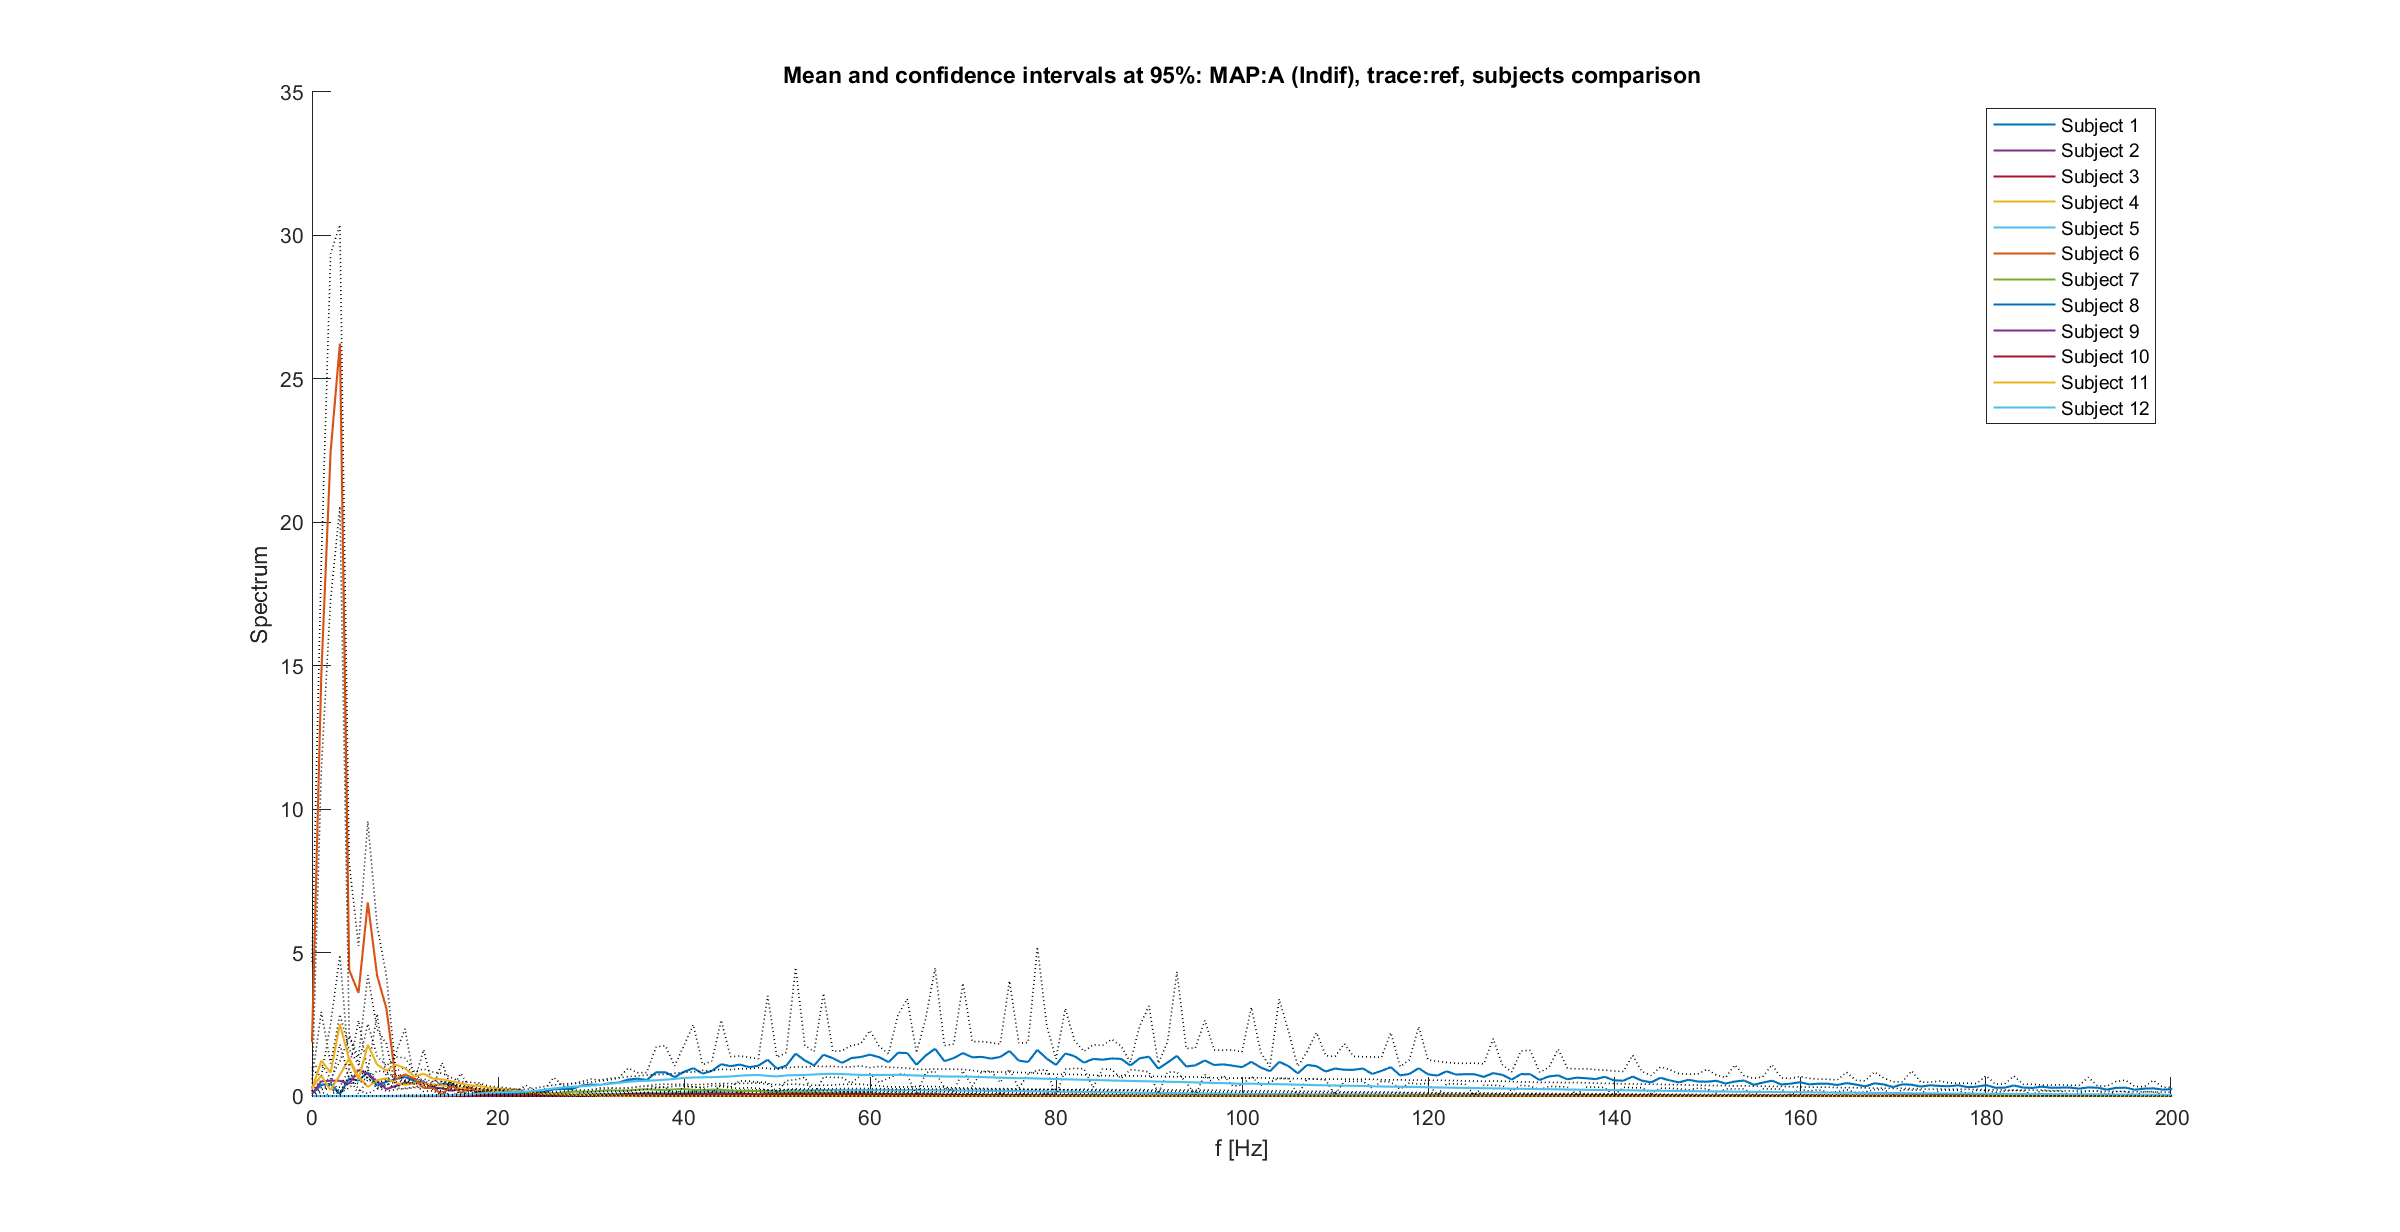 Mean and confidence intervals at 95%: MAP:A (Indif), trace:ref, subjects comparison
35
30
25
20
15
10
5
0
Spectrum
Subject 1
Subject 2
Subject 3
Subject 4
Subject 5
Subject 6
Subject 7
Subject 8
Subject 9
Subject 10
Subject 11
Subject 12
0 20 40 60 80 100 120 140 160 180 200
f [Hz]